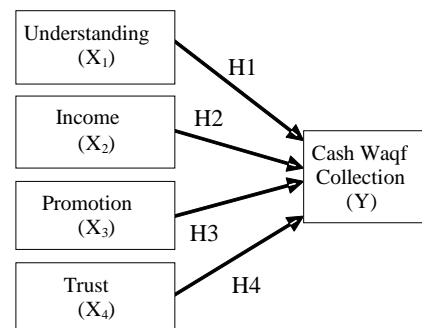 Understanding
(X₁)
H1
Income
(X₂)
H2
Cash Waqf
Collection
(Y)
Promotion
(X₃)
H3
Trust
(X₄)
H4